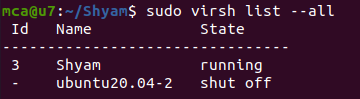 mca@u7:~/Shyam$ sudo virsh list --all
 Id   Name             State
---------------------------------
 3    Shyam            running
 -    ubuntu20.04-2    shut off